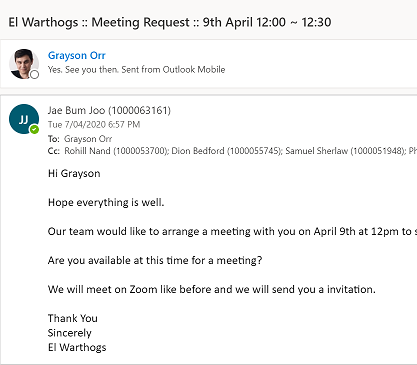 El Warthogs :: Meeting Request :: 9th April 12:00 ~ 12:30
Grayson Orr
Yes. See you then. Sent from Outlook Mobile
JJ
Jae Bum Joo (1000063161)
Tue 7/04/2020 6:57 PM
To: Grayson Orr
Cc: Rohill Nand (1000053700); Dion Bedford (1000055745); Samuel Sherlaw (1000051948); Ph
Hi Grayson
Hope everything is well.
Our team would like to arrange a meeting with you on April 9th at 12pm to s
Are you available at this time for a meeting?
We will meet on Zoom like before and we will send you a invitation.
Thank You
Sincerely
El Warthogs